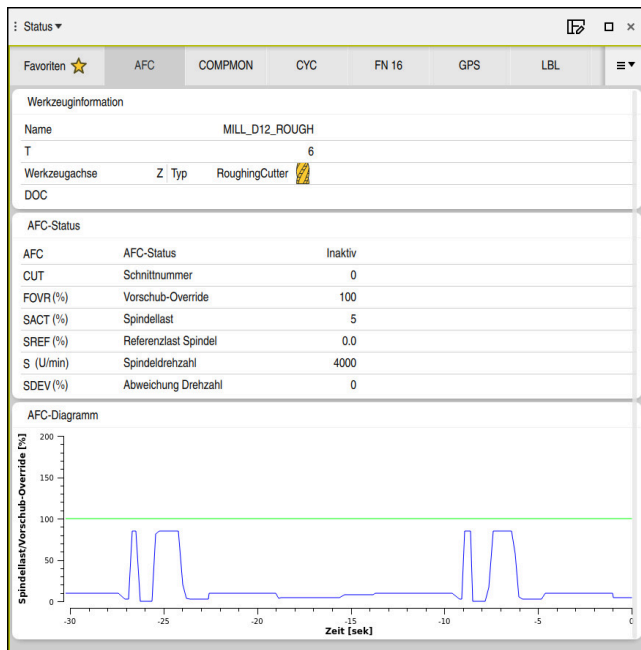 Status
Favoriten AFC COMPMON CYC FN 16 GPS LBL
Werkzeuginformation
Name MILL_D12_ROUGH
T 6
Werkzeugachse Z Typ RoughingCutter
DOC
AFC-Status
AFC AFC-Status Inaktiv
CUT Schnittnummer 0
FOVR (%) Vorschub-Override 100
SACT (%) Spindellast 5
SREF (%) Referenzlast Spindel 0.0
S (U/min) Spindeldrehzahl 4000
SDEV (%) Abweichung Drehzahl 0
AFC-Diagramm
Spindellast/Vorschub-Override [%]
200
150
100
50
0
-30 -25 -20 -15 -10 -5 0
Zeit [sek]